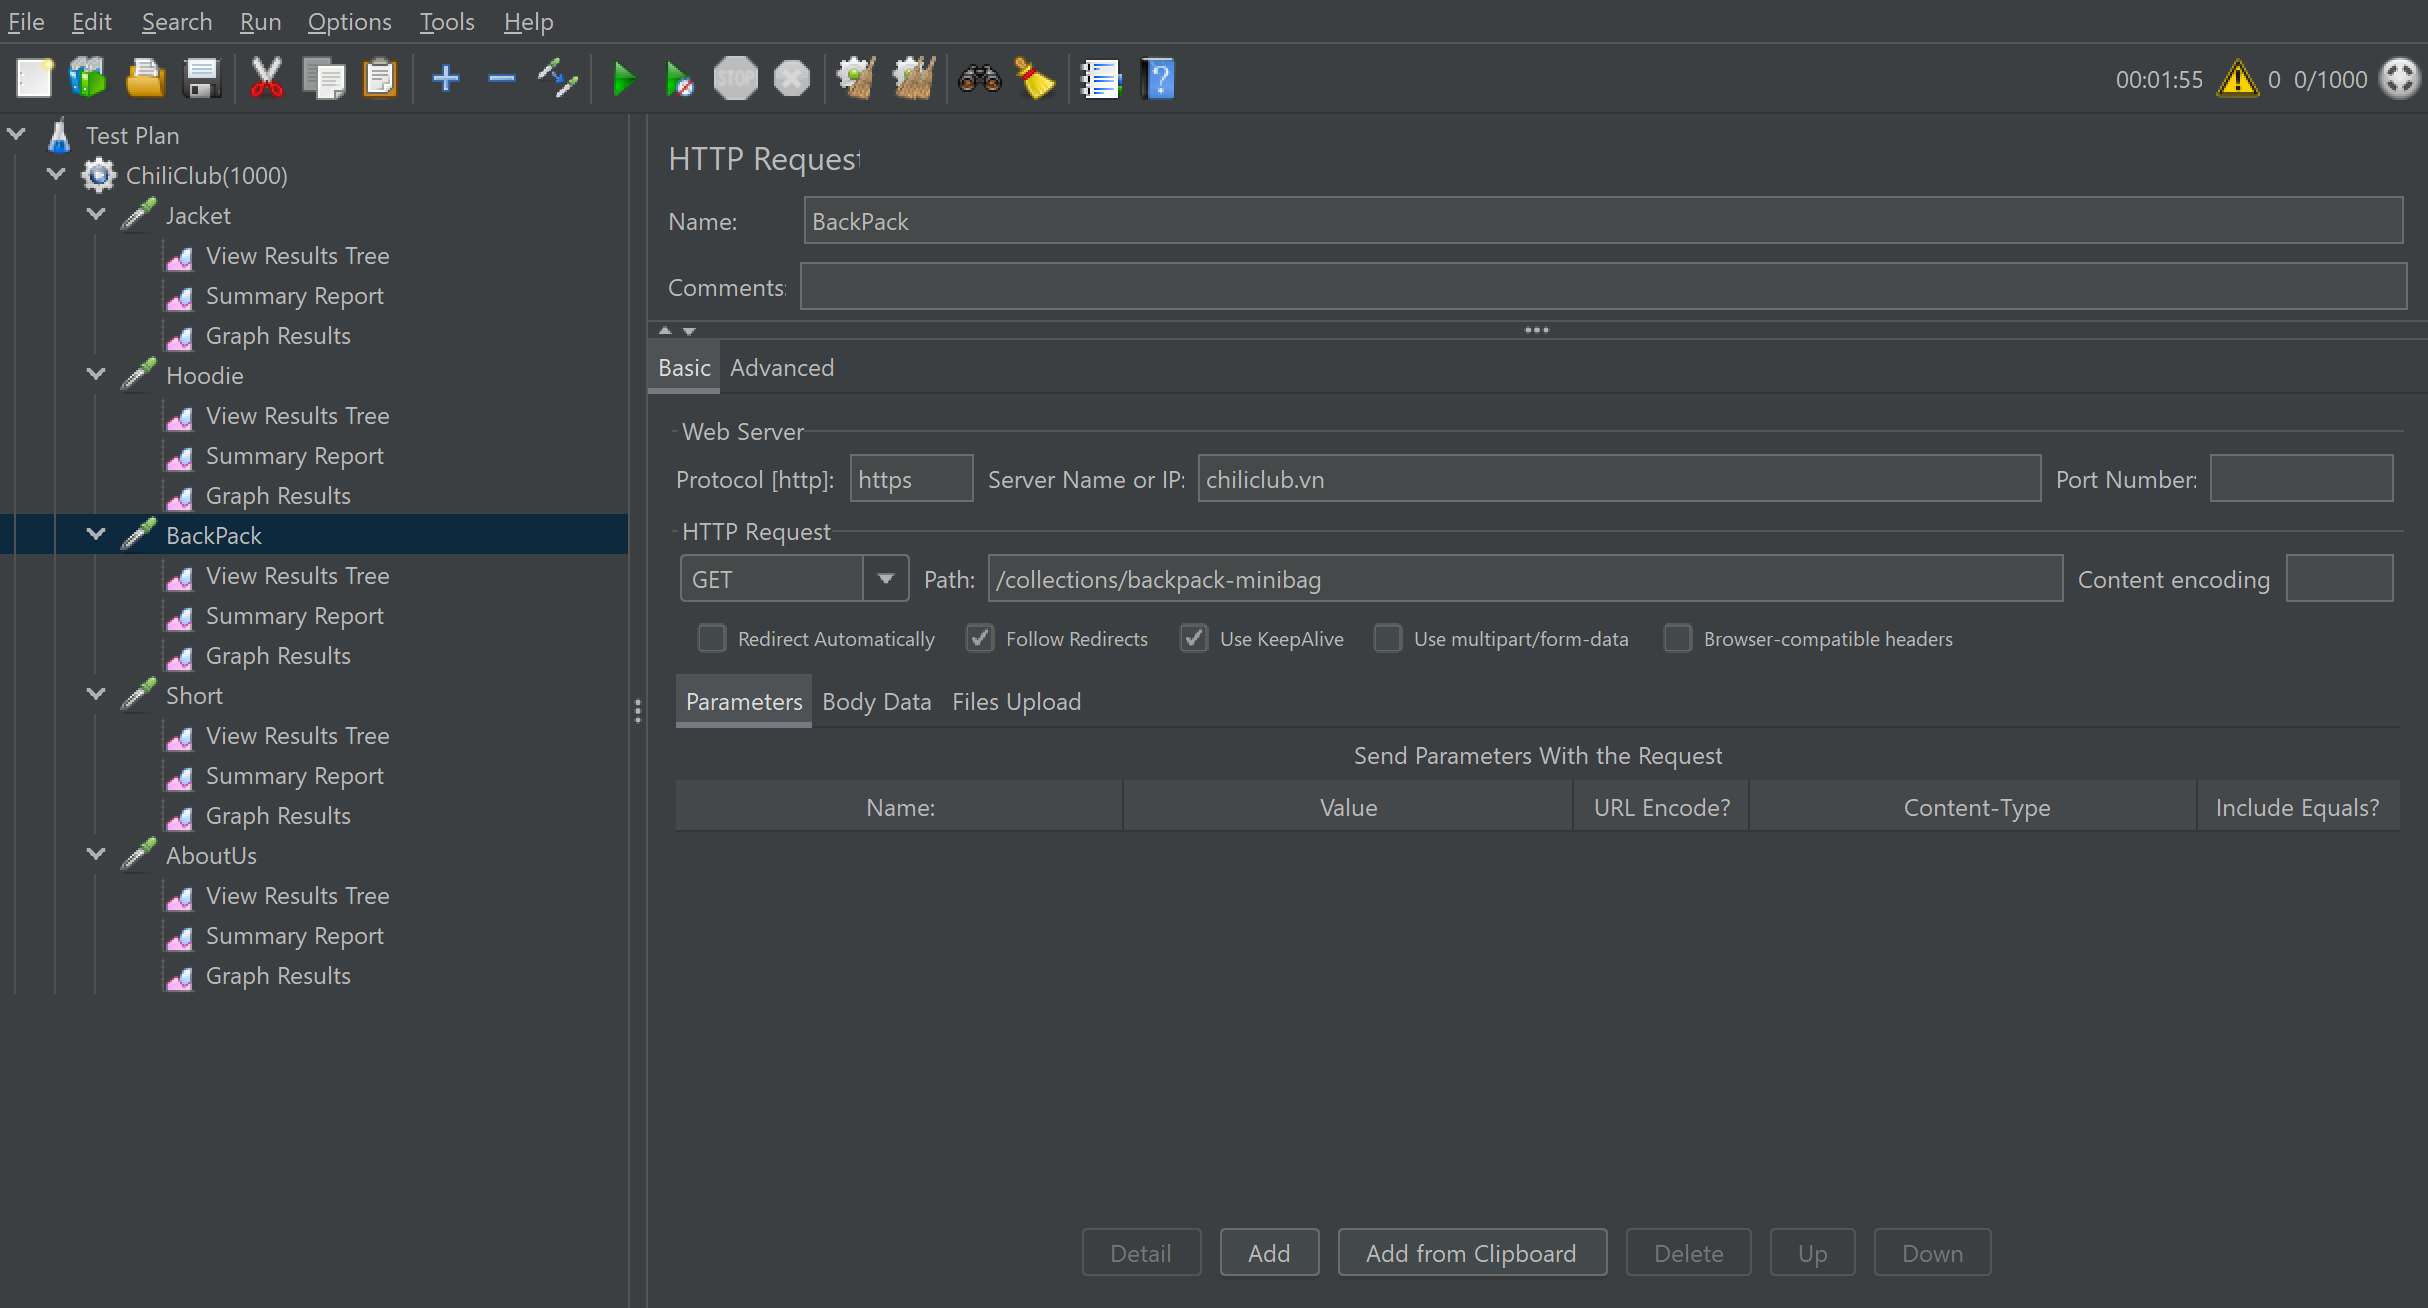 File Edit Search Run Options Tools Help
STOP
00:01:55 0 0/1000
Test Plan
ChiliClub(1000)
Jacket
View Results Tree
Summary Report
Graph Results
Hoodie
View Results Tree
Summary Report
Graph Results
BackPack
View Results Tree
Summary Report
Graph Results
Short
View Results Tree
Summary Report
Graph Results
AboutUs
View Results Tree
Summary Report
Graph Results
HTTP Request
Name: BackPack
Comments:
Basic Advanced
Web Server
Protocol [http]: https Server Name or IP: chiliclub.vn Port Number:
HTTP Request
GET Path: /collections/backpack-minibag Content encoding
Redirect Automatically Follow Redirects Use KeepAlive Use multipart/form-data Browser-compatible headers
Parameters Body Data Files Upload
Send Parameters With the Request
Name: Value URL Encode? Content-Type Include Equals?
Detail Add Add from Clipboard Delete Up Down